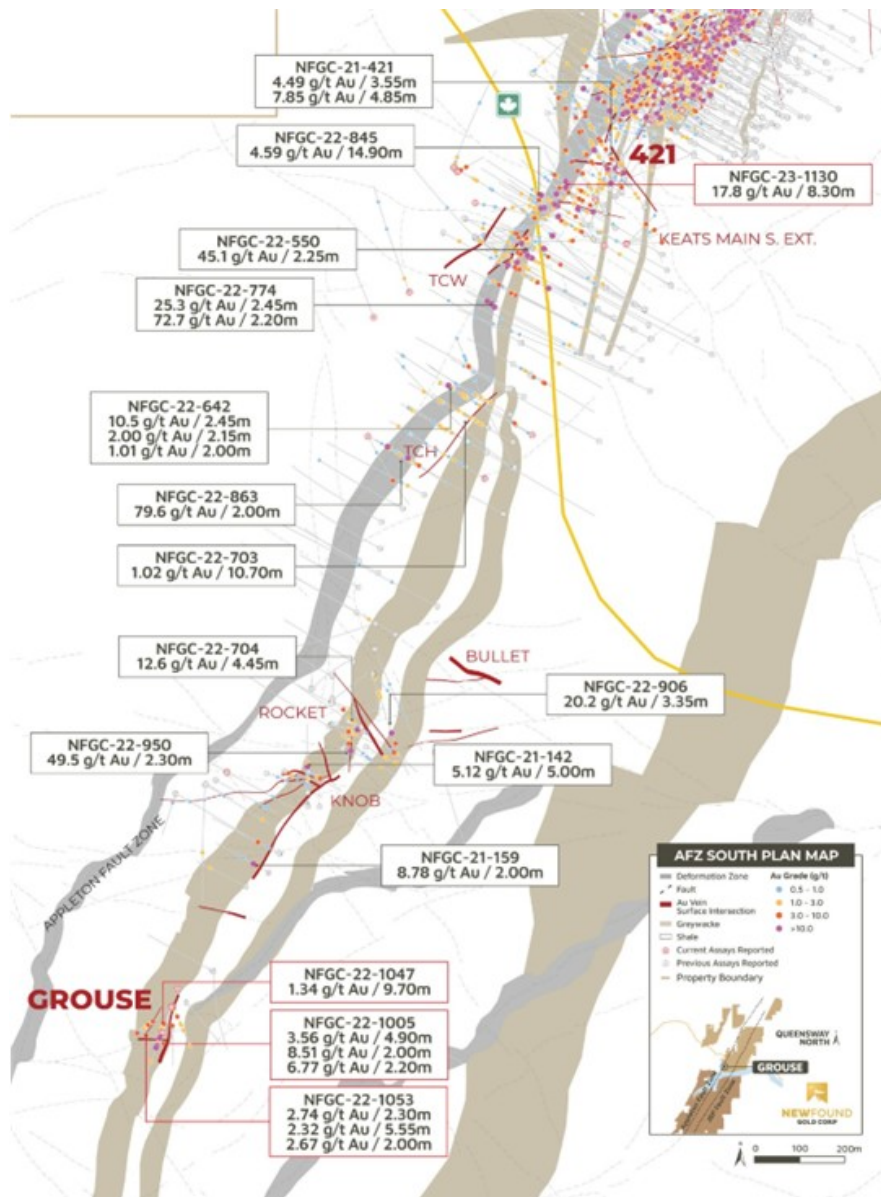 NFGC-21-421
4.49 g/t Au / 3.55m
7.85 g/t Au / 4.85m
NFGC-22-845
4.59 g/t Au / 14.90m
421
NFGC-23-1130
17.8 g/t Au / 8.30m
KEATS MAIN S. EXT.
NFGC-22-550
45.1 g/t Au / 2.25m
TCW
NFGC-22-774
25.3 g/t Au / 2.45m
72.7 g/t Au / 2.20m
NFGC-22-642
10.5 g/t Au / 2.45m
2.00 g/t Au / 2.15m
1.01 g/t Au / 2.00m
TCH
NFGC-22-863
79.6 g/t Au / 2.00m
NFGC-22-703
1.02 g/t Au / 10.70m
NFGC-22-704
12.6 g/t Au / 4.45m
BULLET
NFGC-22-906
20.2 g/t Au / 3.35m
ROCKET
NFGC-22-950
49.5 g/t Au / 2.30m
NFGC-21-142
5.12 g/t Au / 5.00m
KNOB
NFGC-21-159
8.78 g/t Au / 2.00m
APPLETON FAULT ZONE
GROUSE
NFGC-22-1047
1.34 g/t Au / 9.70m
NFGC-22-1005
3.56 g/t Au / 4.90m
8.51 g/t Au / 2.00m
6.77 g/t Au / 2.20m
NFGC-22-1053
2.74 g/t Au / 2.30m
2.32 g/t Au / 5.55m
2.67 g/t Au / 2.00m
AFZ SOUTH PLAN MAP
Deformation Zone
Fault
Au Vein
Surface Intersection
Greywacke
Shale
Current Assays Reported
Previous Assays Reported
Property Boundary
Au Grade (g/t)
0.5 - 1.0
1.0 - 3.0
3.0 - 10.0
>10.0
QUEENSWAY
NORTH
GROUSE
NEWFOUND
GOLD CORP
0 100 200m